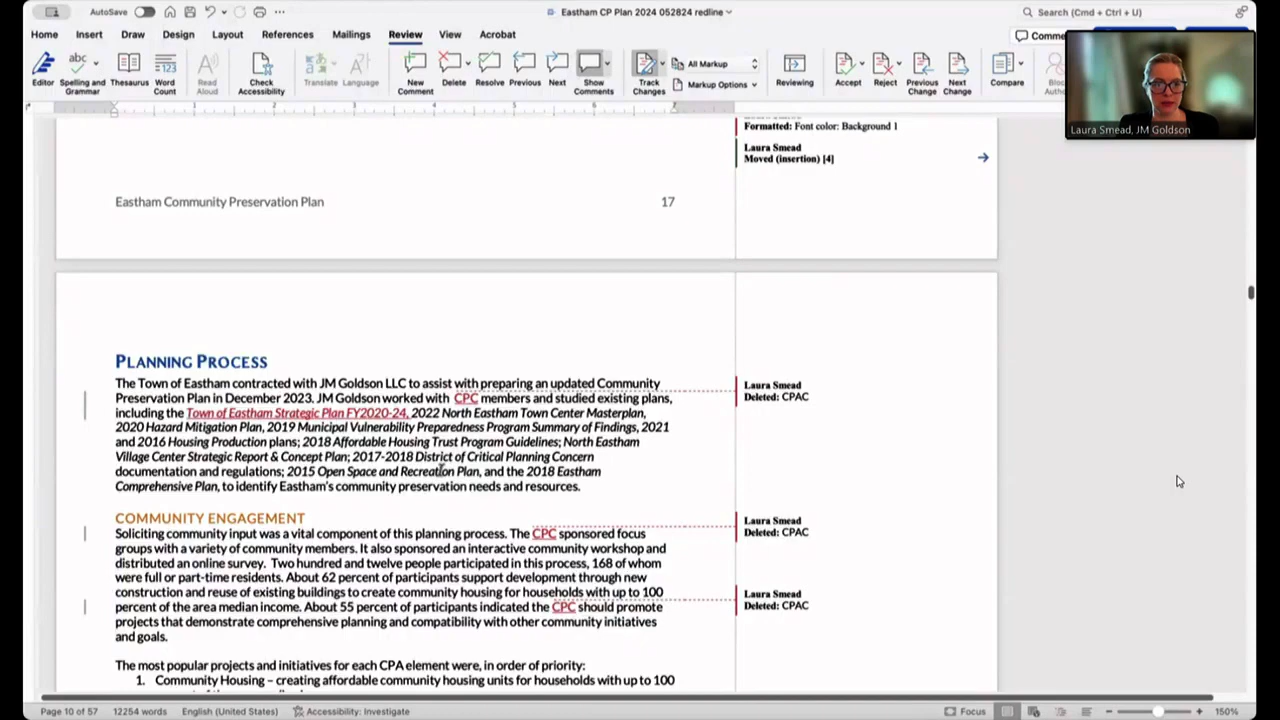 AutoSave
Eastham CP Plan 2024 052824 redline
Search (Cmd + Ctrl + U)
Home Insert Draw Design Layout References Mailings Review View Acrobat
Comme
Editor
Spelling and Grammar
Thesaurus
Word Count
Read Aloud
Check Accessibility
Translate
Language
New Comment
Delete
Resolve
Previous
Next
Show Comments
Track Changes
All Markup
Markup Options
Reviewing
Accept
Reject
Previous Change
Next Change
Compare
Laura Smead, JM Goldson
Formatted: Font color: Background 1
Laura Smead
Moved (insertion) [4]
Eastham Community Preservation Plan 17
PLANNING PROCESS
The Town of Eastham contracted with JM Goldson LLC to assist with preparing an updated Community
Preservation Plan in December 2023. JM Goldson worked with CPC members and studied existing plans,
including the Town of Eastham Strategic Plan FY2020-24, 2022 North Eastham Town Center Masterplan,
2020 Hazard Mitigation Plan, 2019 Municipal Vulnerability Preparedness Program Summary of Findings, 2021
and 2016 Housing Production plans; 2018 Affordable Housing Trust Program Guidelines; North Eastham
Village Center Strategic Report & Concept Plan; 2017-2018 District of Critical Planning Concern
documentation and regulations; 2015 Open Space and Recreation Plan, and the 2018 Eastham
Comprehensive Plan, to identify Eastham's community preservation needs and resources.
Laura Smead
Deleted: CPAC
COMMUNITY ENGAGEMENT
Soliciting community input was a vital component of this planning process. The CPC sponsored focus
groups with a variety of community members. It also sponsored an interactive community workshop and
distributed an online survey. Two hundred and twelve people participated in this process, 168 of whom
were full or part-time residents. About 62 percent of participants support development through new
construction and reuse of existing buildings to create community housing for households with up to 100
percent of the area median income. About 55 percent of participants indicated the CPC should promote
projects that demonstrate comprehensive planning and compatibility with other community initiatives
and goals.
Laura Smead
Deleted: CPAC
Laura Smead
Deleted: CPAC
The most popular projects and initiatives for each CPA element were, in order of priority:
1. Community Housing – creating affordable community housing units for households with up to 100
Page 10 of 57 12254 words English (United States) Accessibility: Investigate Focus 150%